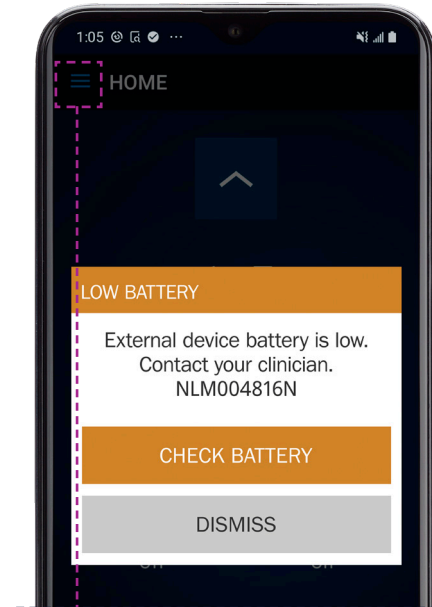 1:05
HOME
LOW BATTERY
External device battery is low.
Contact your clinician.
NLM004816N
CHECK BATTERY
DISMISS